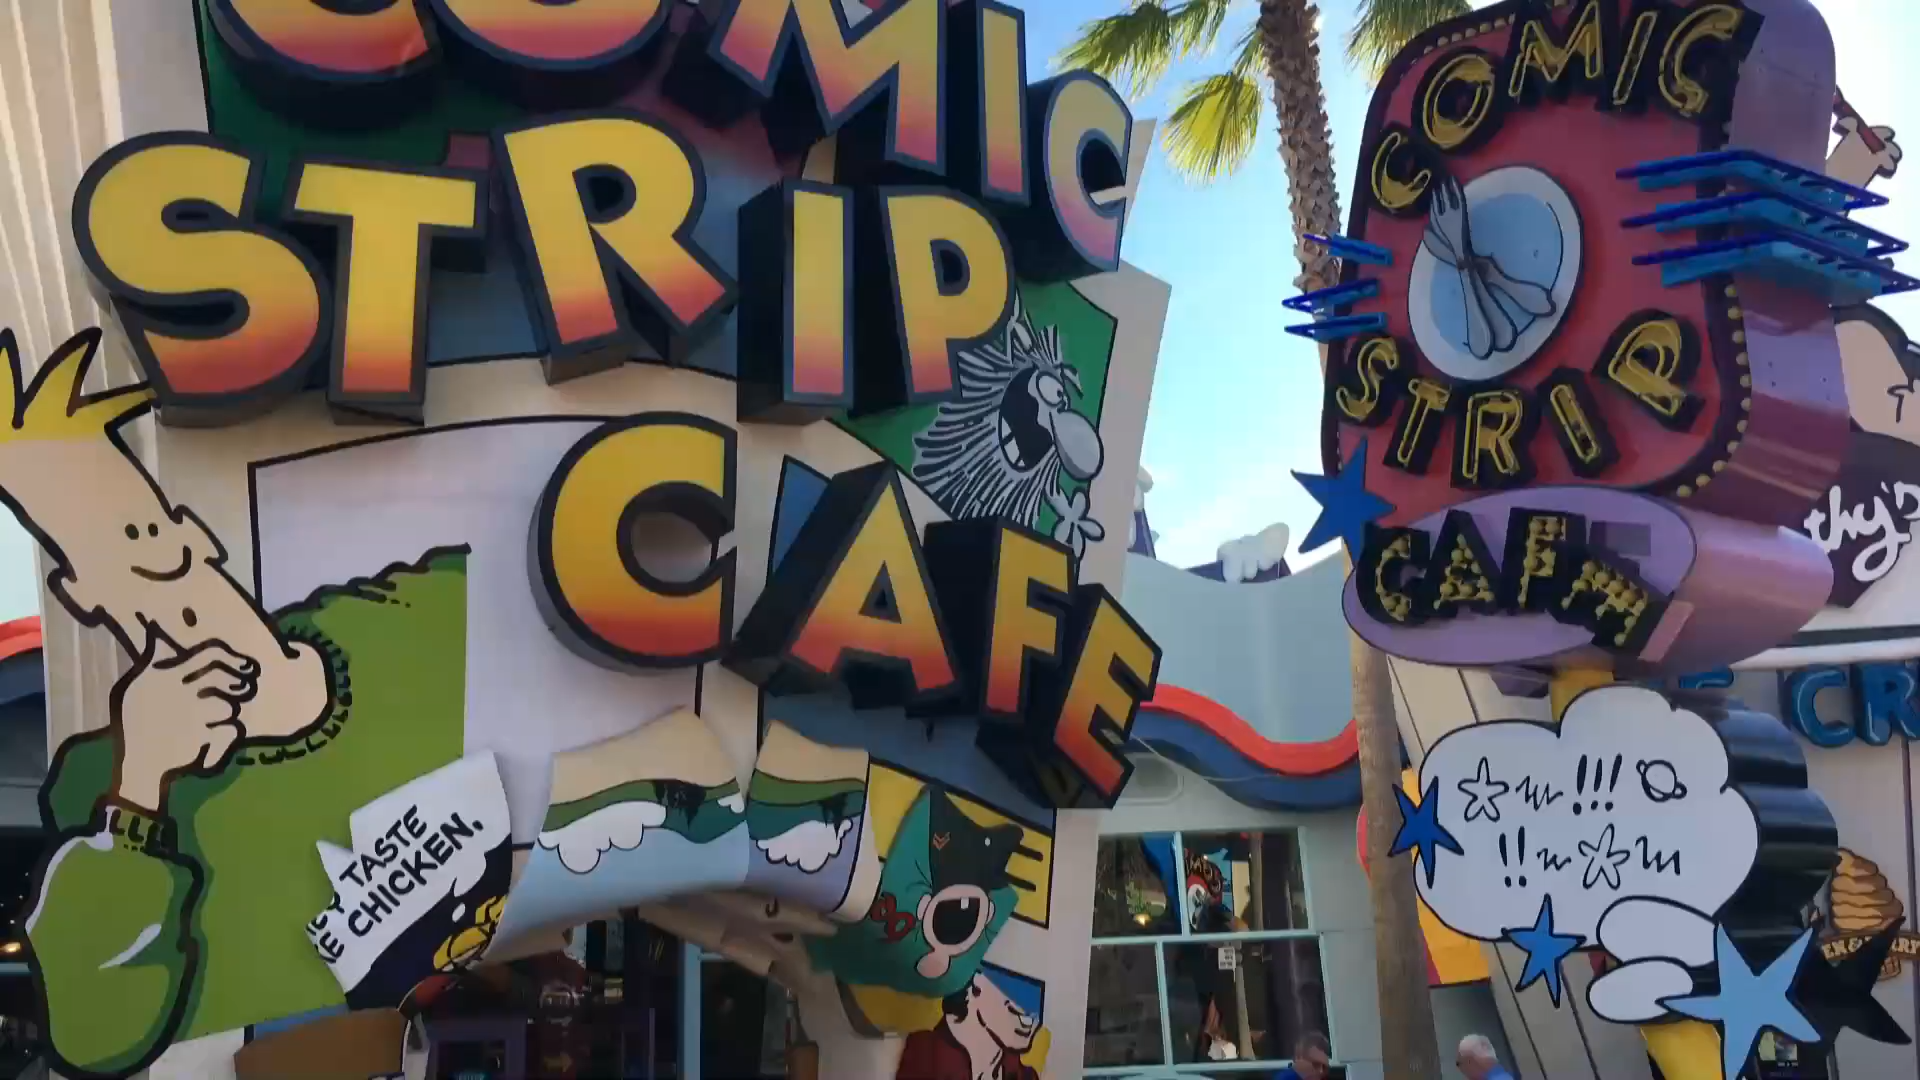 COMIC
STRIP
CAFE
TASTE
CHICKEN.
COMIC
STRIP
CAFE
!!!
!!
thy's
CR